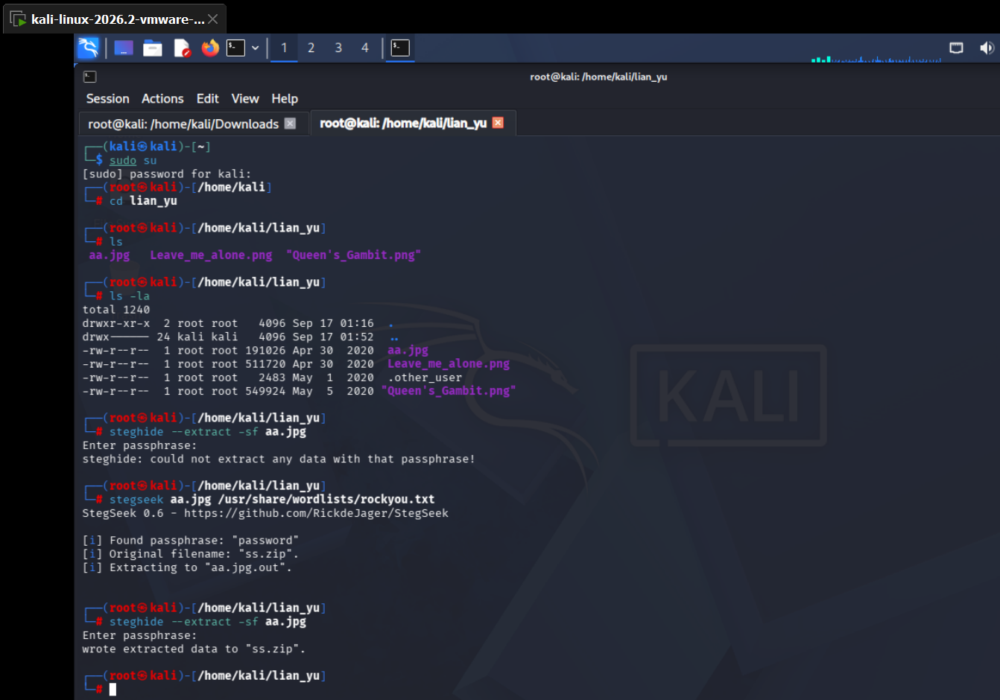 kali-linux-2026.2-vmware-...
1 2 3 4
root@kali: /home/kali/lian_yu
Session Actions Edit View Help
root@kali: /home/kali/Downloads
root@kali: /home/kali/lian_yu
┌──(kali㉿kali)-[~]
└─$ sudo su
[sudo] password for kali:
┌──(root㉿kali)-[/home/kali]
└─# cd lian_yu
┌──(root㉿kali)-[/home/kali/lian_yu]
└─# ls
aa.jpg Leave_me_alone.png "Queen's_Gambit.png"
┌──(root㉿kali)-[/home/kali/lian_yu]
└─# ls -la
total 1240
drwxr-xr-x 2 root root 4096 Sep 17 01:16 .
drwx------ 24 kali kali 4096 Sep 17 01:52 ..
-rw-r--r-- 1 root root 191026 Apr 30 2020 aa.jpg
-rw-r--r-- 1 root root 511720 Apr 30 2020 Leave_me_alone.png
-rw-r--r-- 1 root root 2483 May 1 2020 .other_user
-rw-r--r-- 1 root root 549924 May 5 2020 "Queen's_Gambit.png"
┌──(root㉿kali)-[/home/kali/lian_yu]
└─# steghide --extract -sf aa.jpg
Enter passphrase:
steghide: could not extract any data with that passphrase!
┌──(root㉿kali)-[/home/kali/lian_yu]
└─# stegseek aa.jpg /usr/share/wordlists/rockyou.txt
StegSeek 0.6 - https://github.com/RickdeJager/StegSeek
[i] Found passphrase: "password"
[i] Original filename: "ss.zip".
[i] Extracting to "aa.jpg.out".
┌──(root㉿kali)-[/home/kali/lian_yu]
└─# steghide --extract -sf aa.jpg
Enter passphrase:
wrote extracted data to "ss.zip".
┌──(root㉿kali)-[/home/kali/lian_yu]
└─#
KALI